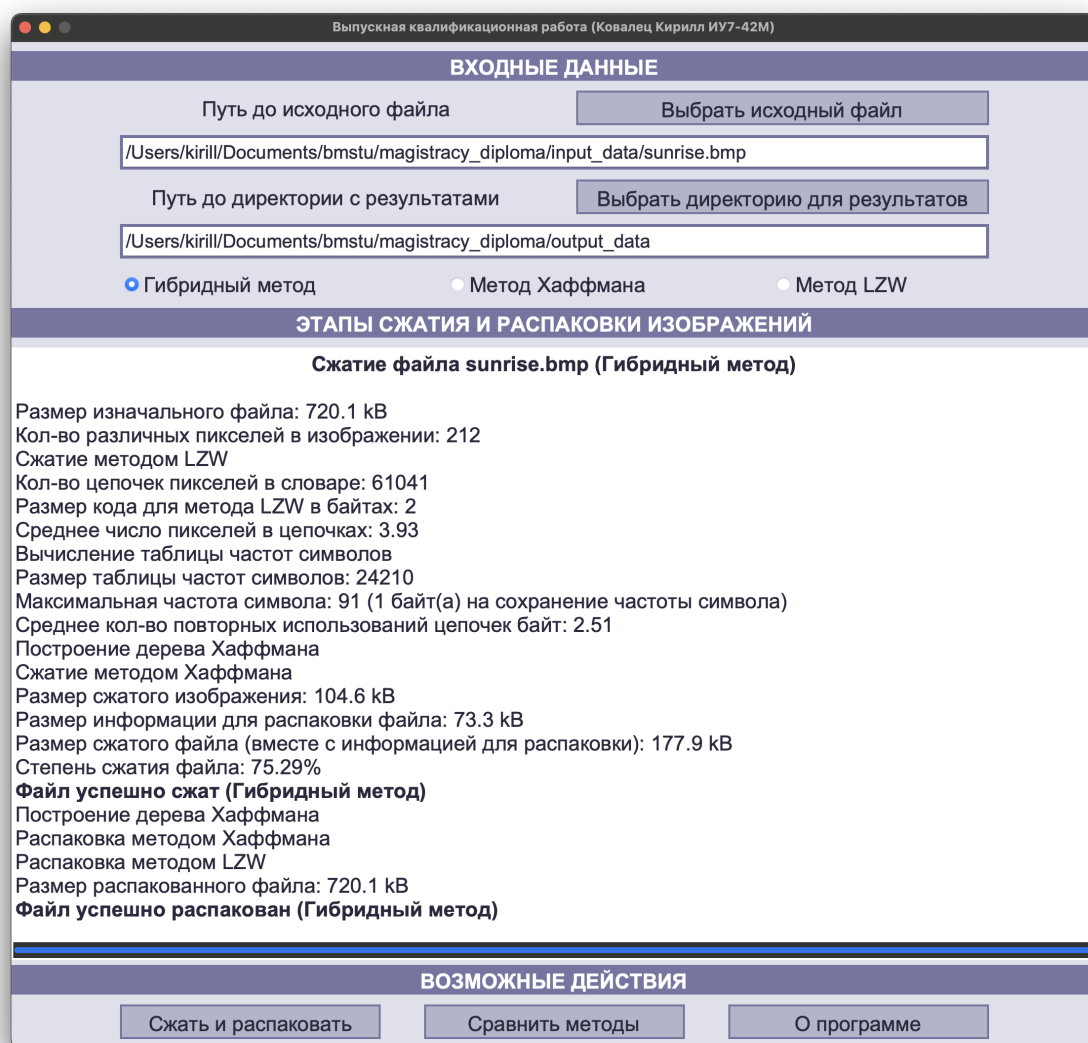 Выпускная квалификационная работа (Ковалец Кирилл ИУ7-42М)
ВХОДНЫЕ ДАННЫЕ
Путь до исходного файла
Выбрать исходный файл
/Users/kirill/Documents/bmstu/magistracy_diploma/input_data/sunrise.bmp
Путь до директории с результатами
Выбрать директорию для результатов
/Users/kirill/Documents/bmstu/magistracy_diploma/output_data
Гибридный метод
Метод Хаффмана
Метод LZW
ЭТАПЫ СЖАТИЯ И РАСПАКОВКИ ИЗОБРАЖЕНИЙ
Сжатие файла sunrise.bmp (Гибридный метод)
Размер изначального файла: 720.1 kB
Кол-во различных пикселей в изображении: 212
Сжатие методом LZW
Кол-во цепочек пикселей в словаре: 61041
Размер кода для метода LZW в байтах: 2
Среднее число пикселей в цепочках: 3.93
Вычисление таблицы частот символов
Размер таблицы частот символов: 24210
Максимальная частота символа: 91 (1 байт(а) на сохранение частоты символа)
Среднее кол-во повторных использований цепочек байт: 2.51
Построение дерева Хаффмана
Сжатие методом Хаффмана
Размер сжатого изображения: 104.6 kB
Размер информации для распаковки файла: 73.3 kB
Размер сжатого файла (вместе с информацией для распаковки): 177.9 kB
Степень сжатия файла: 75.29%
Файл успешно сжат (Гибридный метод)
Построение дерева Хаффмана
Распаковка методом Хаффмана
Распаковка методом LZW
Размер распакованного файла: 720.1 kB
Файл успешно распакован (Гибридный метод)
ВОЗМОЖНЫЕ ДЕЙСТВИЯ
Сжать и распаковать
Сравнить методы
О программе